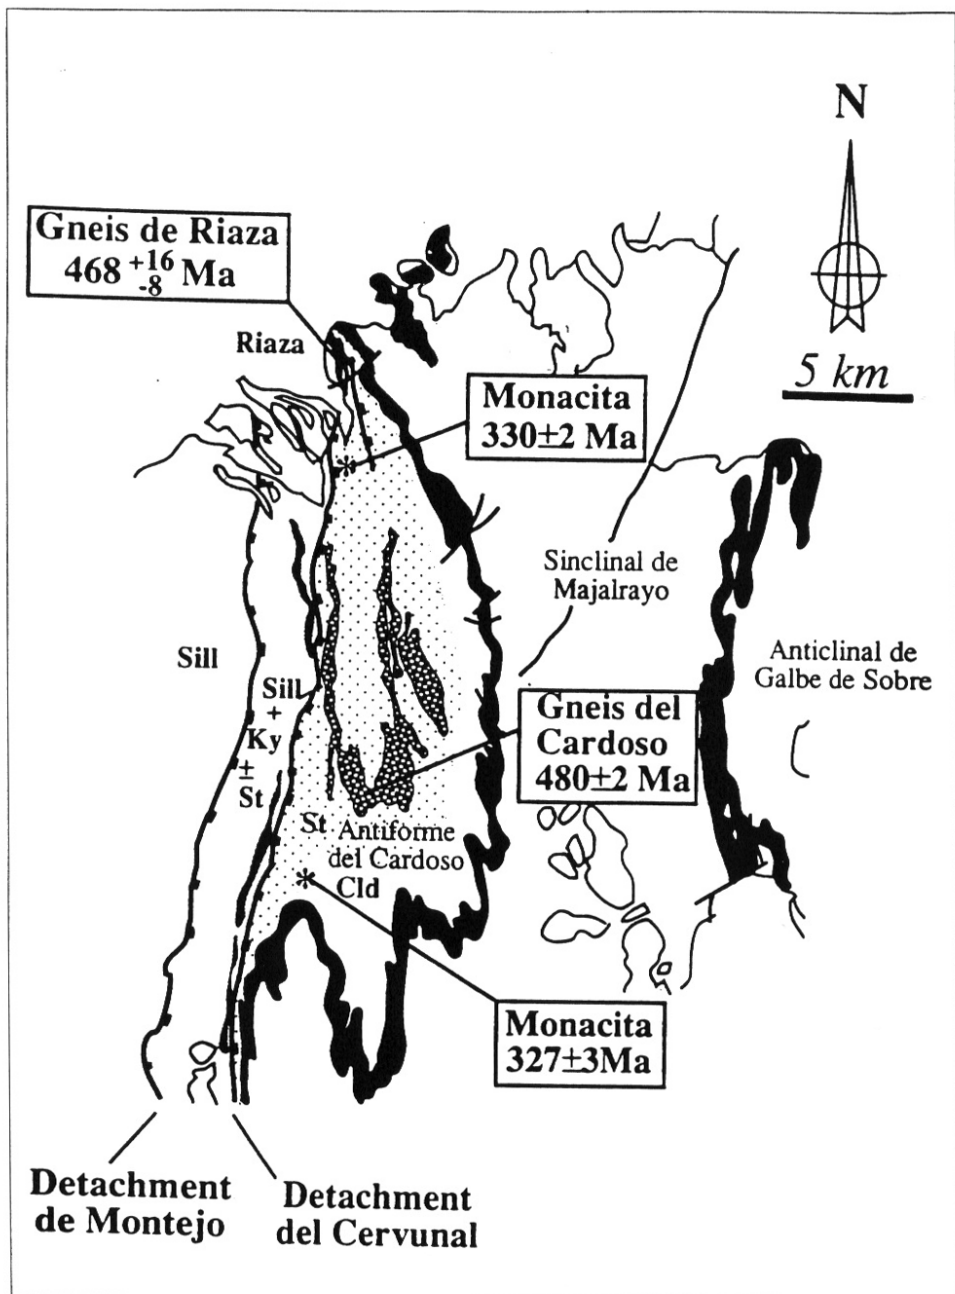 N
Gneis de Riaza
468 +16 -8 Ma
Riaza
5 km
Monacita
330±2 Ma
Sinclinal de
Majalrayo
Anticlinal de
Galbe de Sobre
Sill
Sill
+
Ky
±
St
Gneis del
Cardoso
480±2 Ma
St
Antiforme
del Cardoso
Cld
Monacita
327±3Ma
Detachment
de Montejo
Detachment
del Cervunal